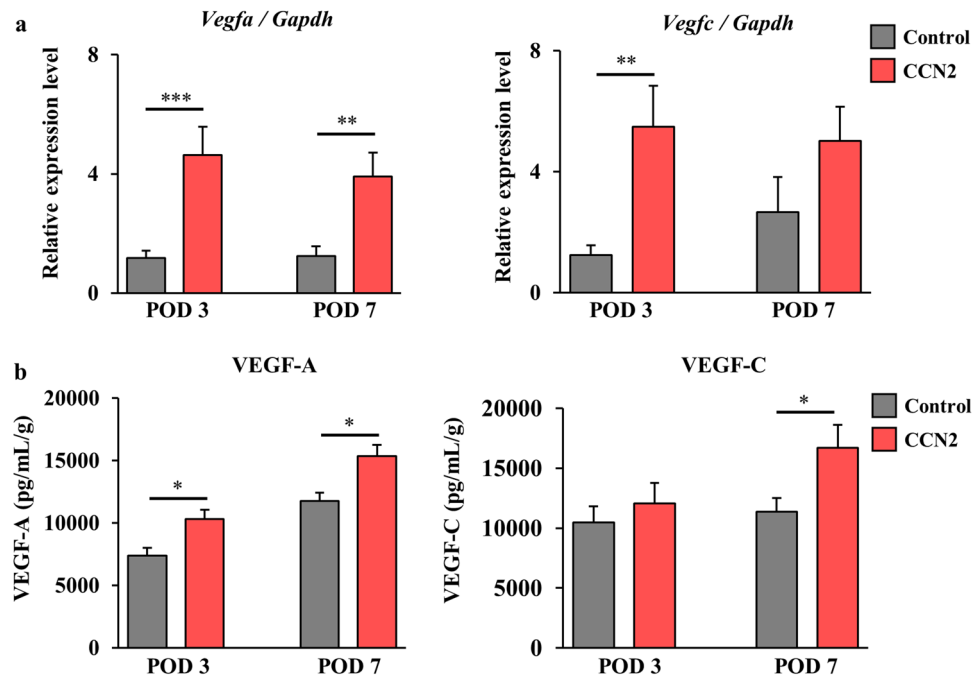 a
Vegfa / Gapdh
Relative expression level
8
4
0
***
**
POD 3
POD 7
Vegfc / Gapdh
Relative expression level
8
4
0
**
POD 3
POD 7
Control
CCN2
b
VEGF-A
VEGF-A (pg/mL/g)
20000
15000
10000
5000
0
*
*
POD 3
POD 7
VEGF-C
VEGF-C (pg/mL/g)
20000
15000
10000
5000
0
*
POD 3
POD 7
Control
CCN2